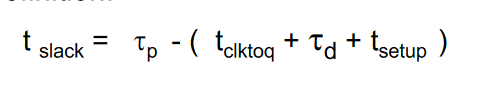 t slack = τp - ( tclktoq + τd + tsetup )